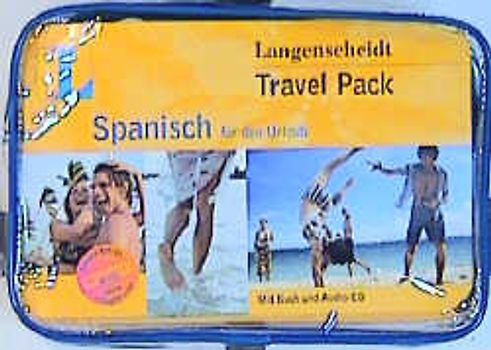 Langenscheidt
Travel Pack
Spanisch für den Urlaub
Mit Buch und Audio-CD